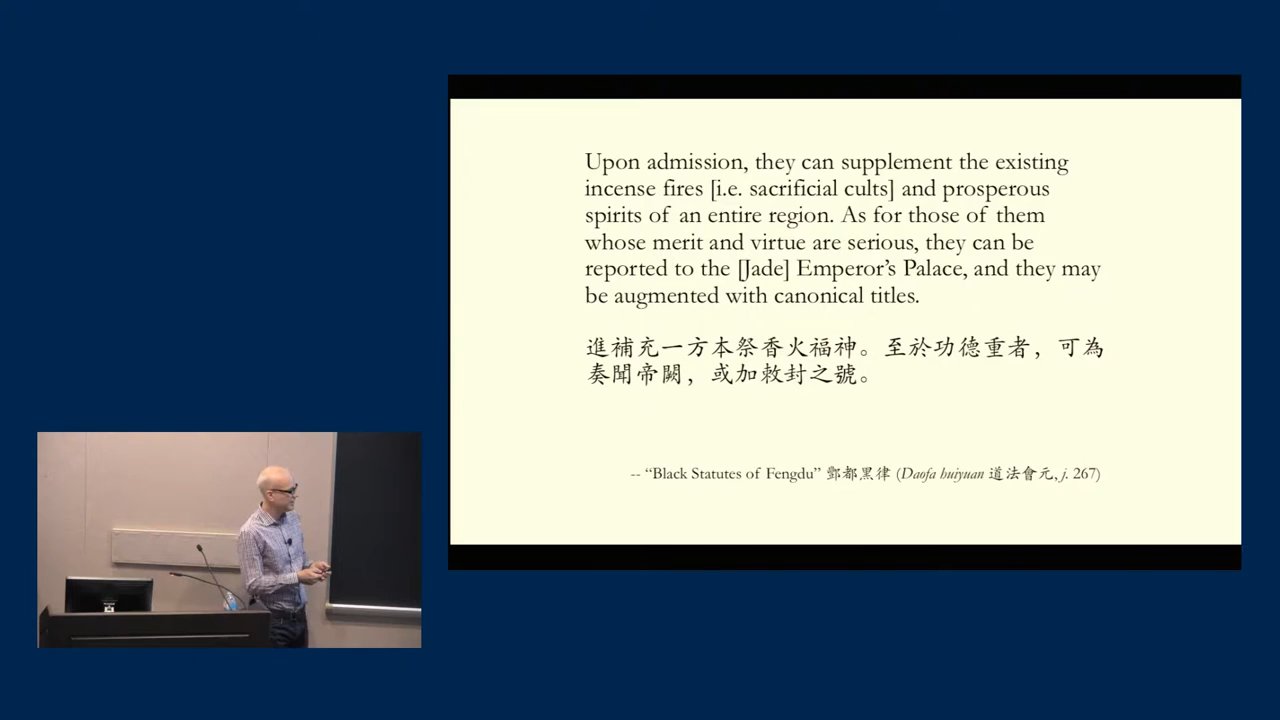 Upon admission, they can supplement the existing
incense fires [i.e. sacrificial cults] and prosperous
spirits of an entire region. As for those of them
whose merit and virtue are serious, they can be
reported to the [Jade] Emperor’s Palace, and they may
be augmented with canonical titles.
進補充一方本祭香火福神。至於功德重者，可為
奏聞帝闕，或加敕封之號。
-- “Black Statutes of Fengdu” 酆都黑律 (Daofa huiyuan 道法會元, j. 267)